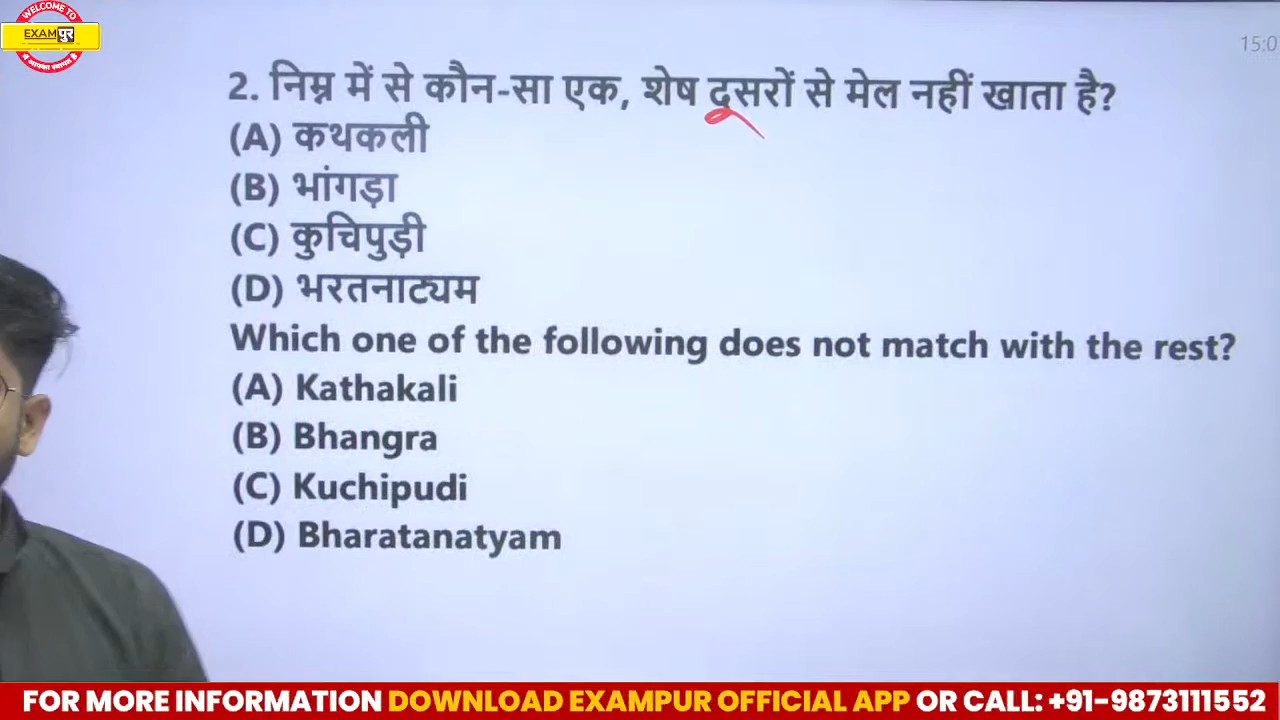 WELCOME TO
EXAMपुर
में आपका स्वागत है
15:0
2. निम्न में से कौन-सा एक, शेष दूसरों से मेल नहीं खाता है?
(A) कथकली
(B) भांगड़ा
(C) कुचिपुड़ी
(D) भरतनाट्यम
Which one of the following does not match with the rest?
(A) Kathakali
(B) Bhangra
(C) Kuchipudi
(D) Bharatanatyam
FOR MORE INFORMATION DOWNLOAD EXAMPUR OFFICIAL APP OR CALL: +91-9873111552